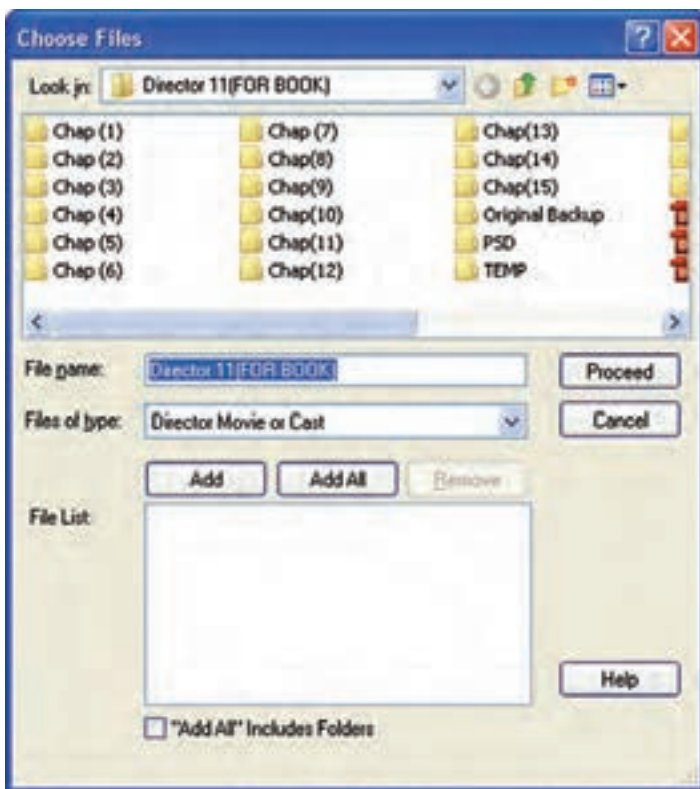 Choose Files
Look in: Director 11(FOR BOOK)
Chap (1) Chap (7) Chap(13)
Chap (2) Chap(8) Chap(14)
Chap (3) Chap(9) Chap(15)
Chap (4) Chap(10) Original Backup
Chap (5) Chap(11) PSD
Chap (6) Chap(12) TEMP
File name: Director 11(FOR BOOK) Proceed
Files of type: Director Movie or Cast Cancel
Add Add All Remove
File List:
Help
"Add All" Includes Folders